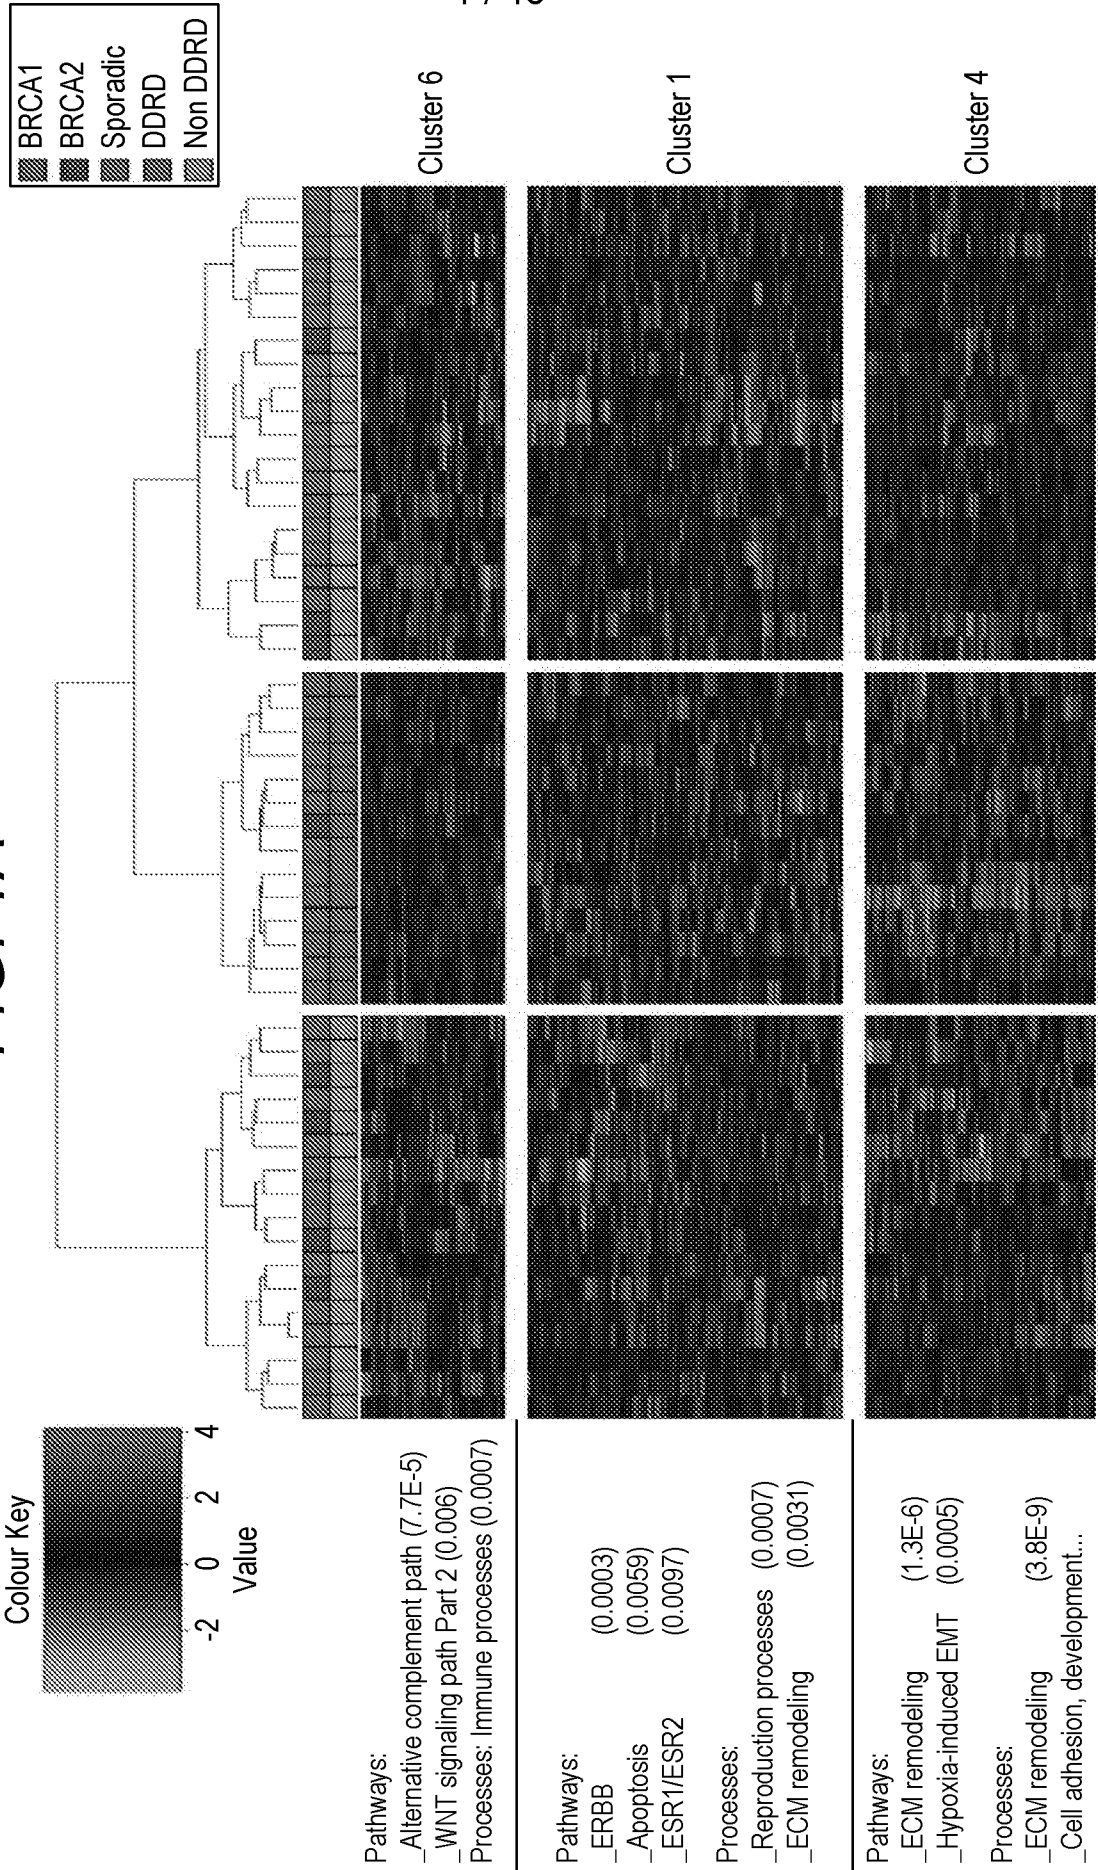 Colour Key
-2 0 2 4
Value
BRCA1
BRCA2
Sporadic
DDRD
Non DDRD
Pathways:
_Alternative complement path (7.7E-5)
_WNT signaling path Part 2 (0.006)
Processes: Immune processes (0.0007)
Cluster 6
Pathways:
_ERBB (0.0003)
_Apoptosis (0.0059)
_ESR1/ESR2 (0.0097)
Processes:
_Reproduction processes (0.0007)
_ECM remodeling (0.0031)
Cluster 1
Pathways:
_ECM remodeling (1.3E-6)
_Hypoxia-induced EMT (0.0005)
Processes:
_ECM remodeling (3.8E-9)
_Cell adhesion, development...
Cluster 4